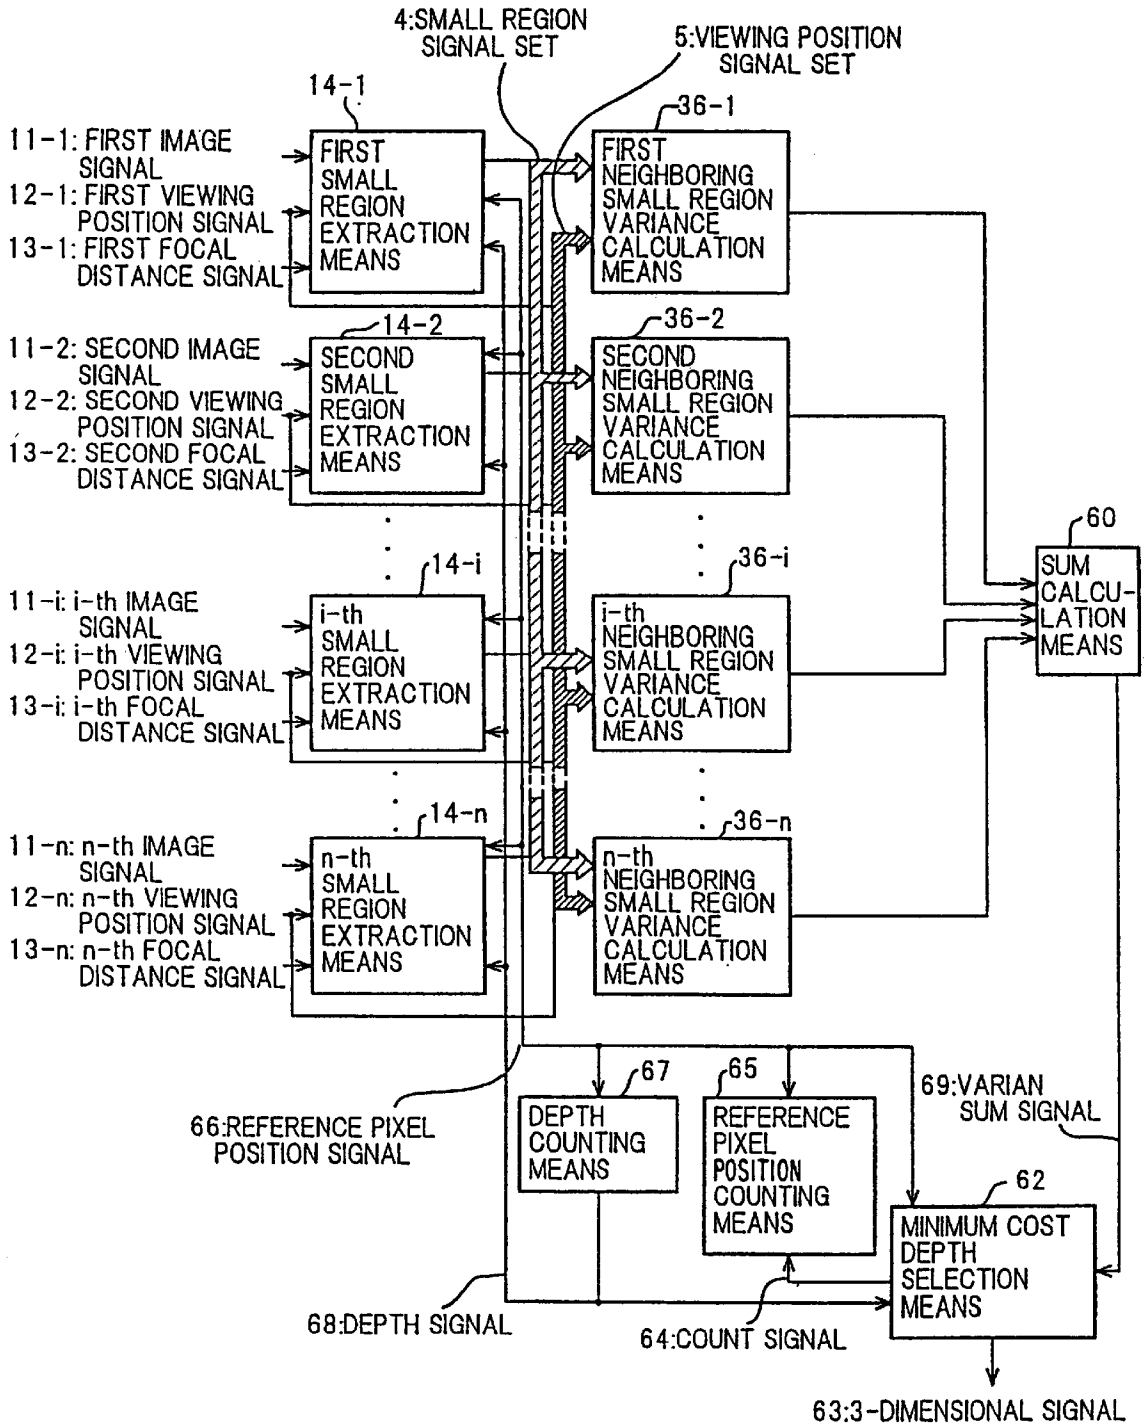 4:SMALL REGION
SIGNAL SET
5:VIEWING POSITION
SIGNAL SET
14-1
36-1
11-1: FIRST IMAGE
SIGNAL
12-1: FIRST VIEWING
POSITION SIGNAL
13-1: FIRST FOCAL
DISTANCE SIGNAL
FIRST
SMALL
REGION
EXTRACTION
MEANS
FIRST
NEIGHBORING
SMALL REGION
VARIANCE
CALCULATION
MEANS
14-2
36-2
11-2: SECOND IMAGE
SIGNAL
12-2: SECOND VIEWING
POSITION SIGNAL
13-2: SECOND FOCAL
DISTANCE SIGNAL
SECOND
SMALL
REGION
EXTRACTION
MEANS
SECOND
NEIGHBORING
SMALL REGION
VARIANCE
CALCULATION
MEANS
60
SUM
CALCU-
LATION
MEANS
14-i
36-i
11-i: i-th IMAGE
SIGNAL
12-i: i-th VIEWING
POSITION SIGNAL
13-i: i-th FOCAL
DISTANCE SIGNAL
i-th
SMALL
REGION
EXTRACTION
MEANS
i-th
NEIGHBORING
SMALL REGION
VARIANCE
CALCULATION
MEANS
14-n
36-n
11-n: n-th IMAGE
SIGNAL
12-n: n-th VIEWING
POSITION SIGNAL
13-n: n-th FOCAL
DISTANCE SIGNAL
n-th
SMALL
REGION
EXTRACTION
MEANS
n-th
NEIGHBORING
SMALL REGION
VARIANCE
CALCULATION
MEANS
66:REFERENCE PIXEL
POSITION SIGNAL
67
DEPTH
COUNTING
MEANS
65
REFERENCE
PIXEL
POSITION
COUNTING
MEANS
69:VARIAN
SUM SIGNAL
62
MINIMUM COST
DEPTH
SELECTION
MEANS
68:DEPTH SIGNAL
64:COUNT SIGNAL
63:3-DIMENSIONAL SIGNAL